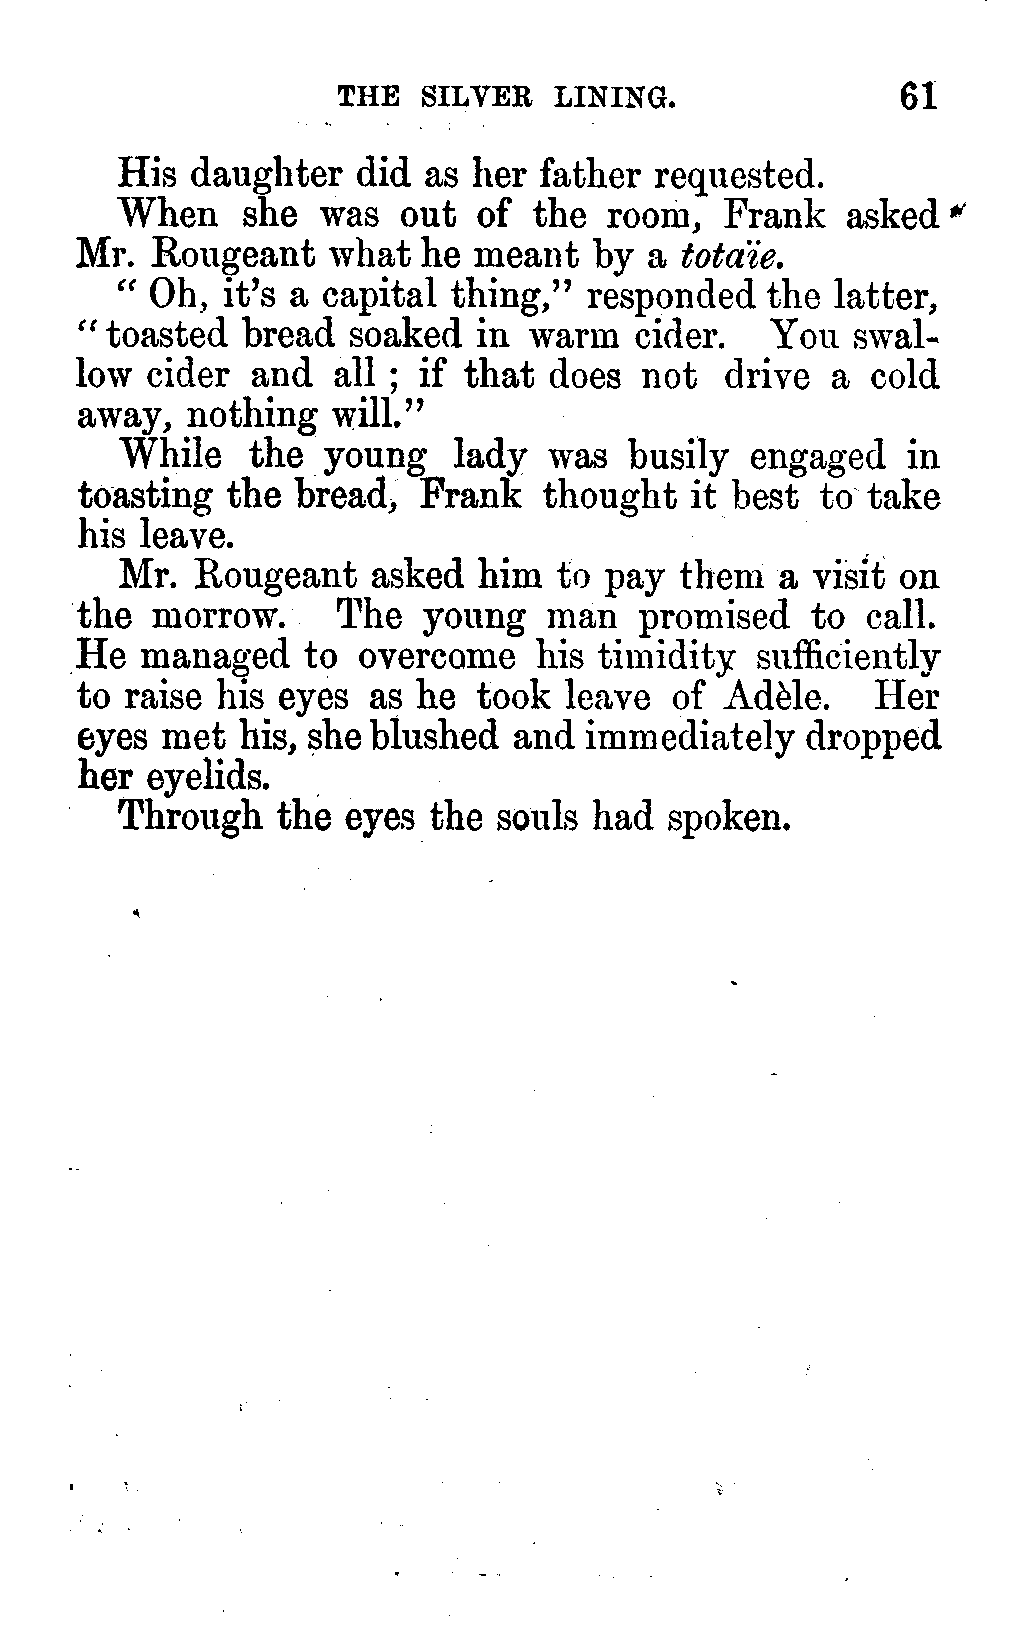 THE SILVER LINING. 61
His daughter did as her father requested.
When she was out of the room, Frank asked
Mr. Rougeant what he meant by a totaïe.
“ Oh, it’s a capital thing,” responded the latter,
“ toasted bread soaked in warm cider. You swal-
low cider and all ; if that does not drive a cold
away, nothing will.”
While the young lady was busily engaged in
toasting the bread, Frank thought it best to take
his leave.
Mr. Rougeant asked him to pay them a visit on
the morrow. The young man promised to call.
He managed to overcome his timidity sufficiently
to raise his eyes as he took leave of Adèle. Her
eyes met his, she blushed and immediately dropped
her eyelids.
Through the eyes the souls had spoken.